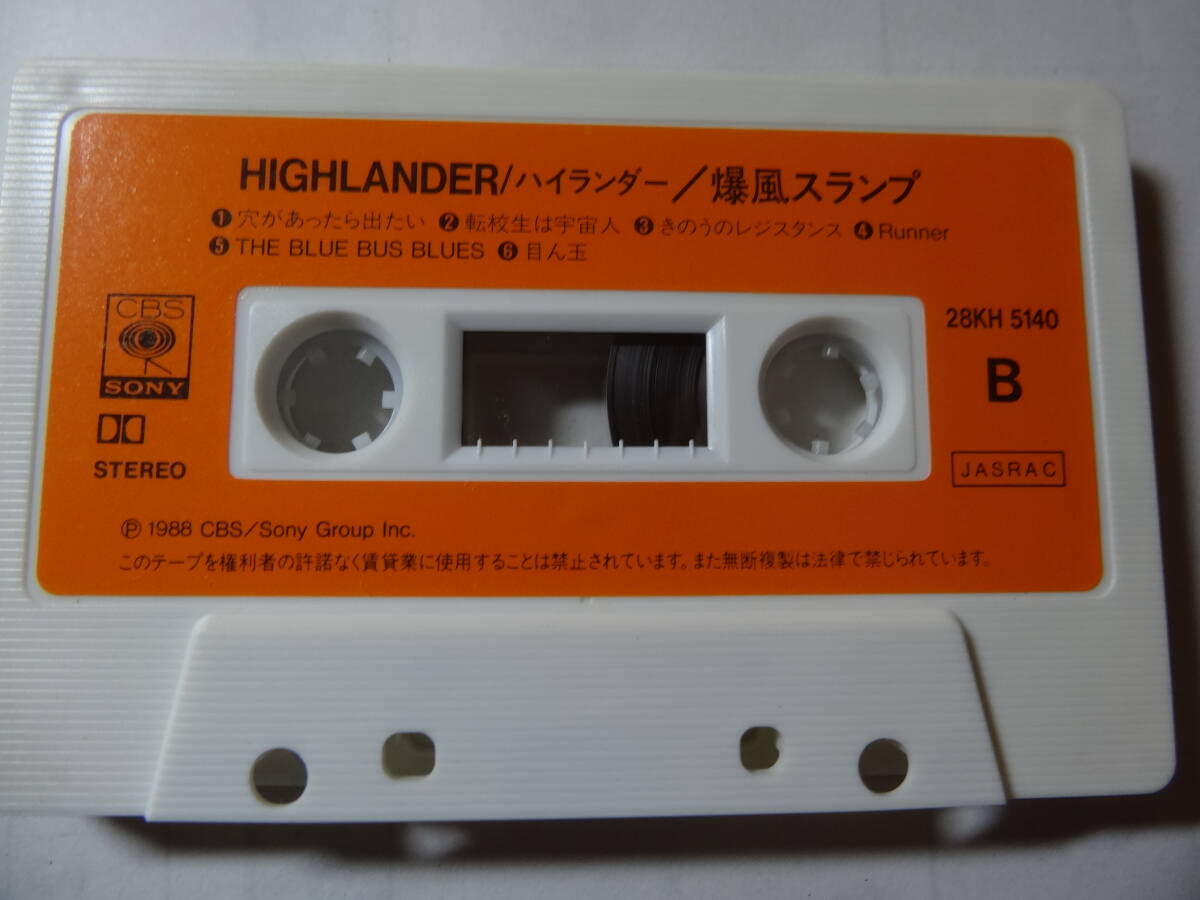 HIGHLANDER/ハイランダー/爆風スランプ
❶ 穴があったら出たい ❷ 転校生は宇宙人 ❸ きのうのレジスタンス ❹ Runner
❺ THE BLUE BUS BLUES ❻ 目ん玉
CBS
SONY
STEREO
28KH 5140
B
JASRAC
℗ 1988 CBS/Sony Group Inc.
このテープを権利者の許諾なく賃貸業に使用することは禁止されています。また無断複製は法律で禁じられています。